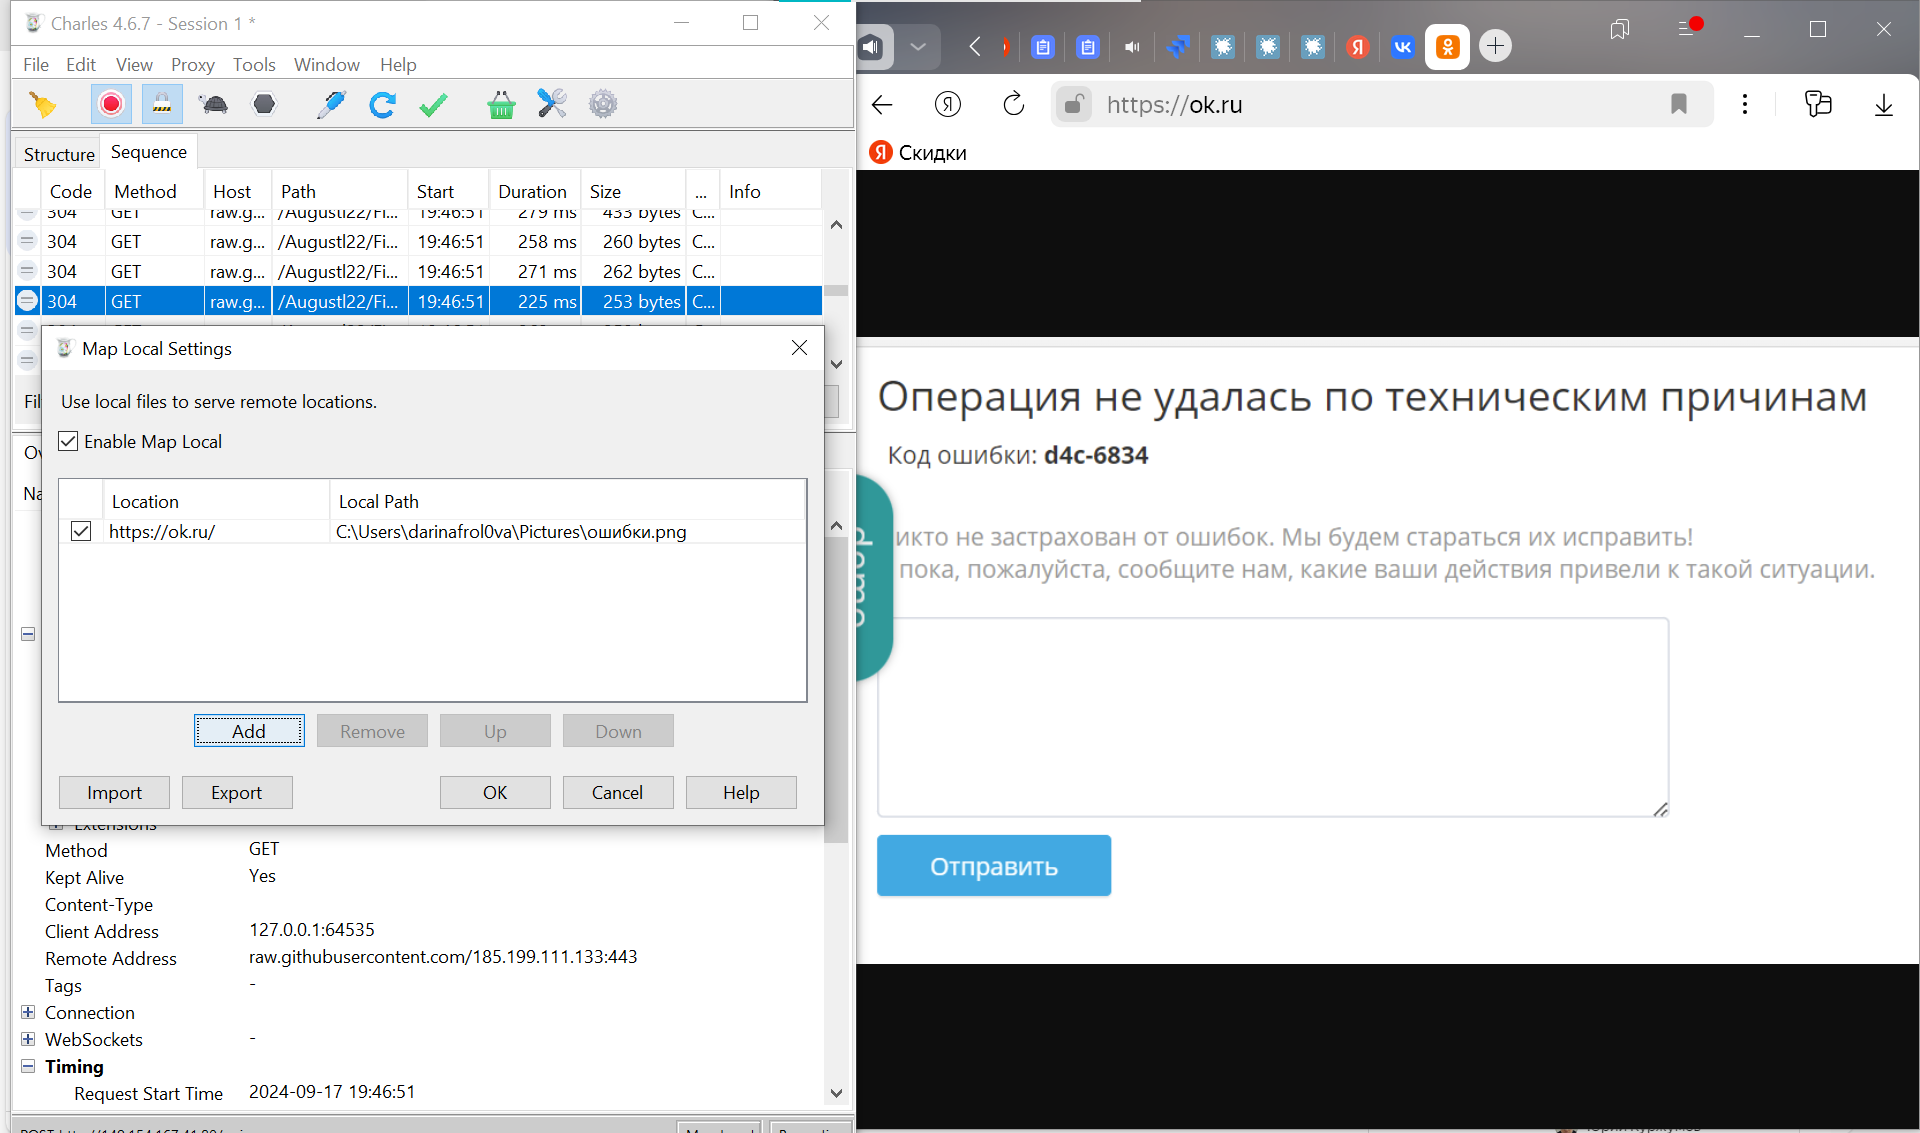 Charles 4.6.7 - Session 1 *
File Edit View Proxy Tools Window Help
Structure Sequence
Code Method Host Path Start Duration Size ... Info
304 GET raw.g... /Augustl22/Fi... 19:46:51 279 ms 433 bytes C...
304 GET raw.g... /Augustl22/Fi... 19:46:51 258 ms 260 bytes C...
304 GET raw.g... /Augustl22/Fi... 19:46:51 271 ms 262 bytes C...
304 GET raw.g... /Augustl22/Fi... 19:46:51 225 ms 253 bytes C...
Map Local Settings
Use local files to serve remote locations.
Enable Map Local
Location Local Path
https://ok.ru/ C:\Users\darinafrol0va\Pictures\ошибки.png
Add Remove Up Down
Import Export OK Cancel Help
Extensions
Method GET
Kept Alive Yes
Content-Type
Client Address 127.0.0.1:64535
Remote Address raw.githubusercontent.com/185.199.111.133:443
Tags -
Connection
WebSockets -
Timing
Request Start Time 2024-09-17 19:46:51
https://ok.ru
Скидки
Операция не удалась по техническим причинам
Код ошибки: d4c-6834
икто не застрахован от ошибок. Мы будем стараться их исправить!
пока, пожалуйста, сообщите нам, какие ваши действия привели к такой ситуации.
Отправить